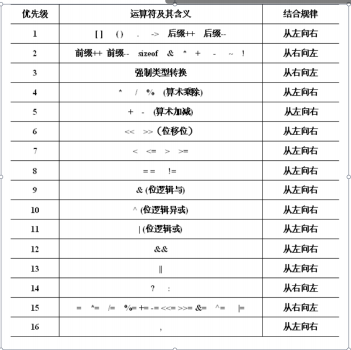 优先级 运算符及其含义 结合规律
1 [ ] ( ) . -> 后缀++ 后缀-- 从左向右
2 前缀++ 前缀-- sizeof & * + - ~ ! 从右向左
3 强制类型转换 从右向左
4 * / % (算术乘除) 从左向右
5 + - (算术加减) 从左向右
6 << >> (位移位) 从左向右
7 < <= > >= 从左向右
8 == != 从左向右
9 & (位逻辑与) 从左向右
10 ^ (位逻辑异或) 从左向右
11 | (位逻辑或) 从左向右
12 && 从左向右
13 || 从左向右
14 ? : 从右向左
15 = *= /= %= += -= <<= >>= &= ^= |= 从右向左
16 , 从左向右